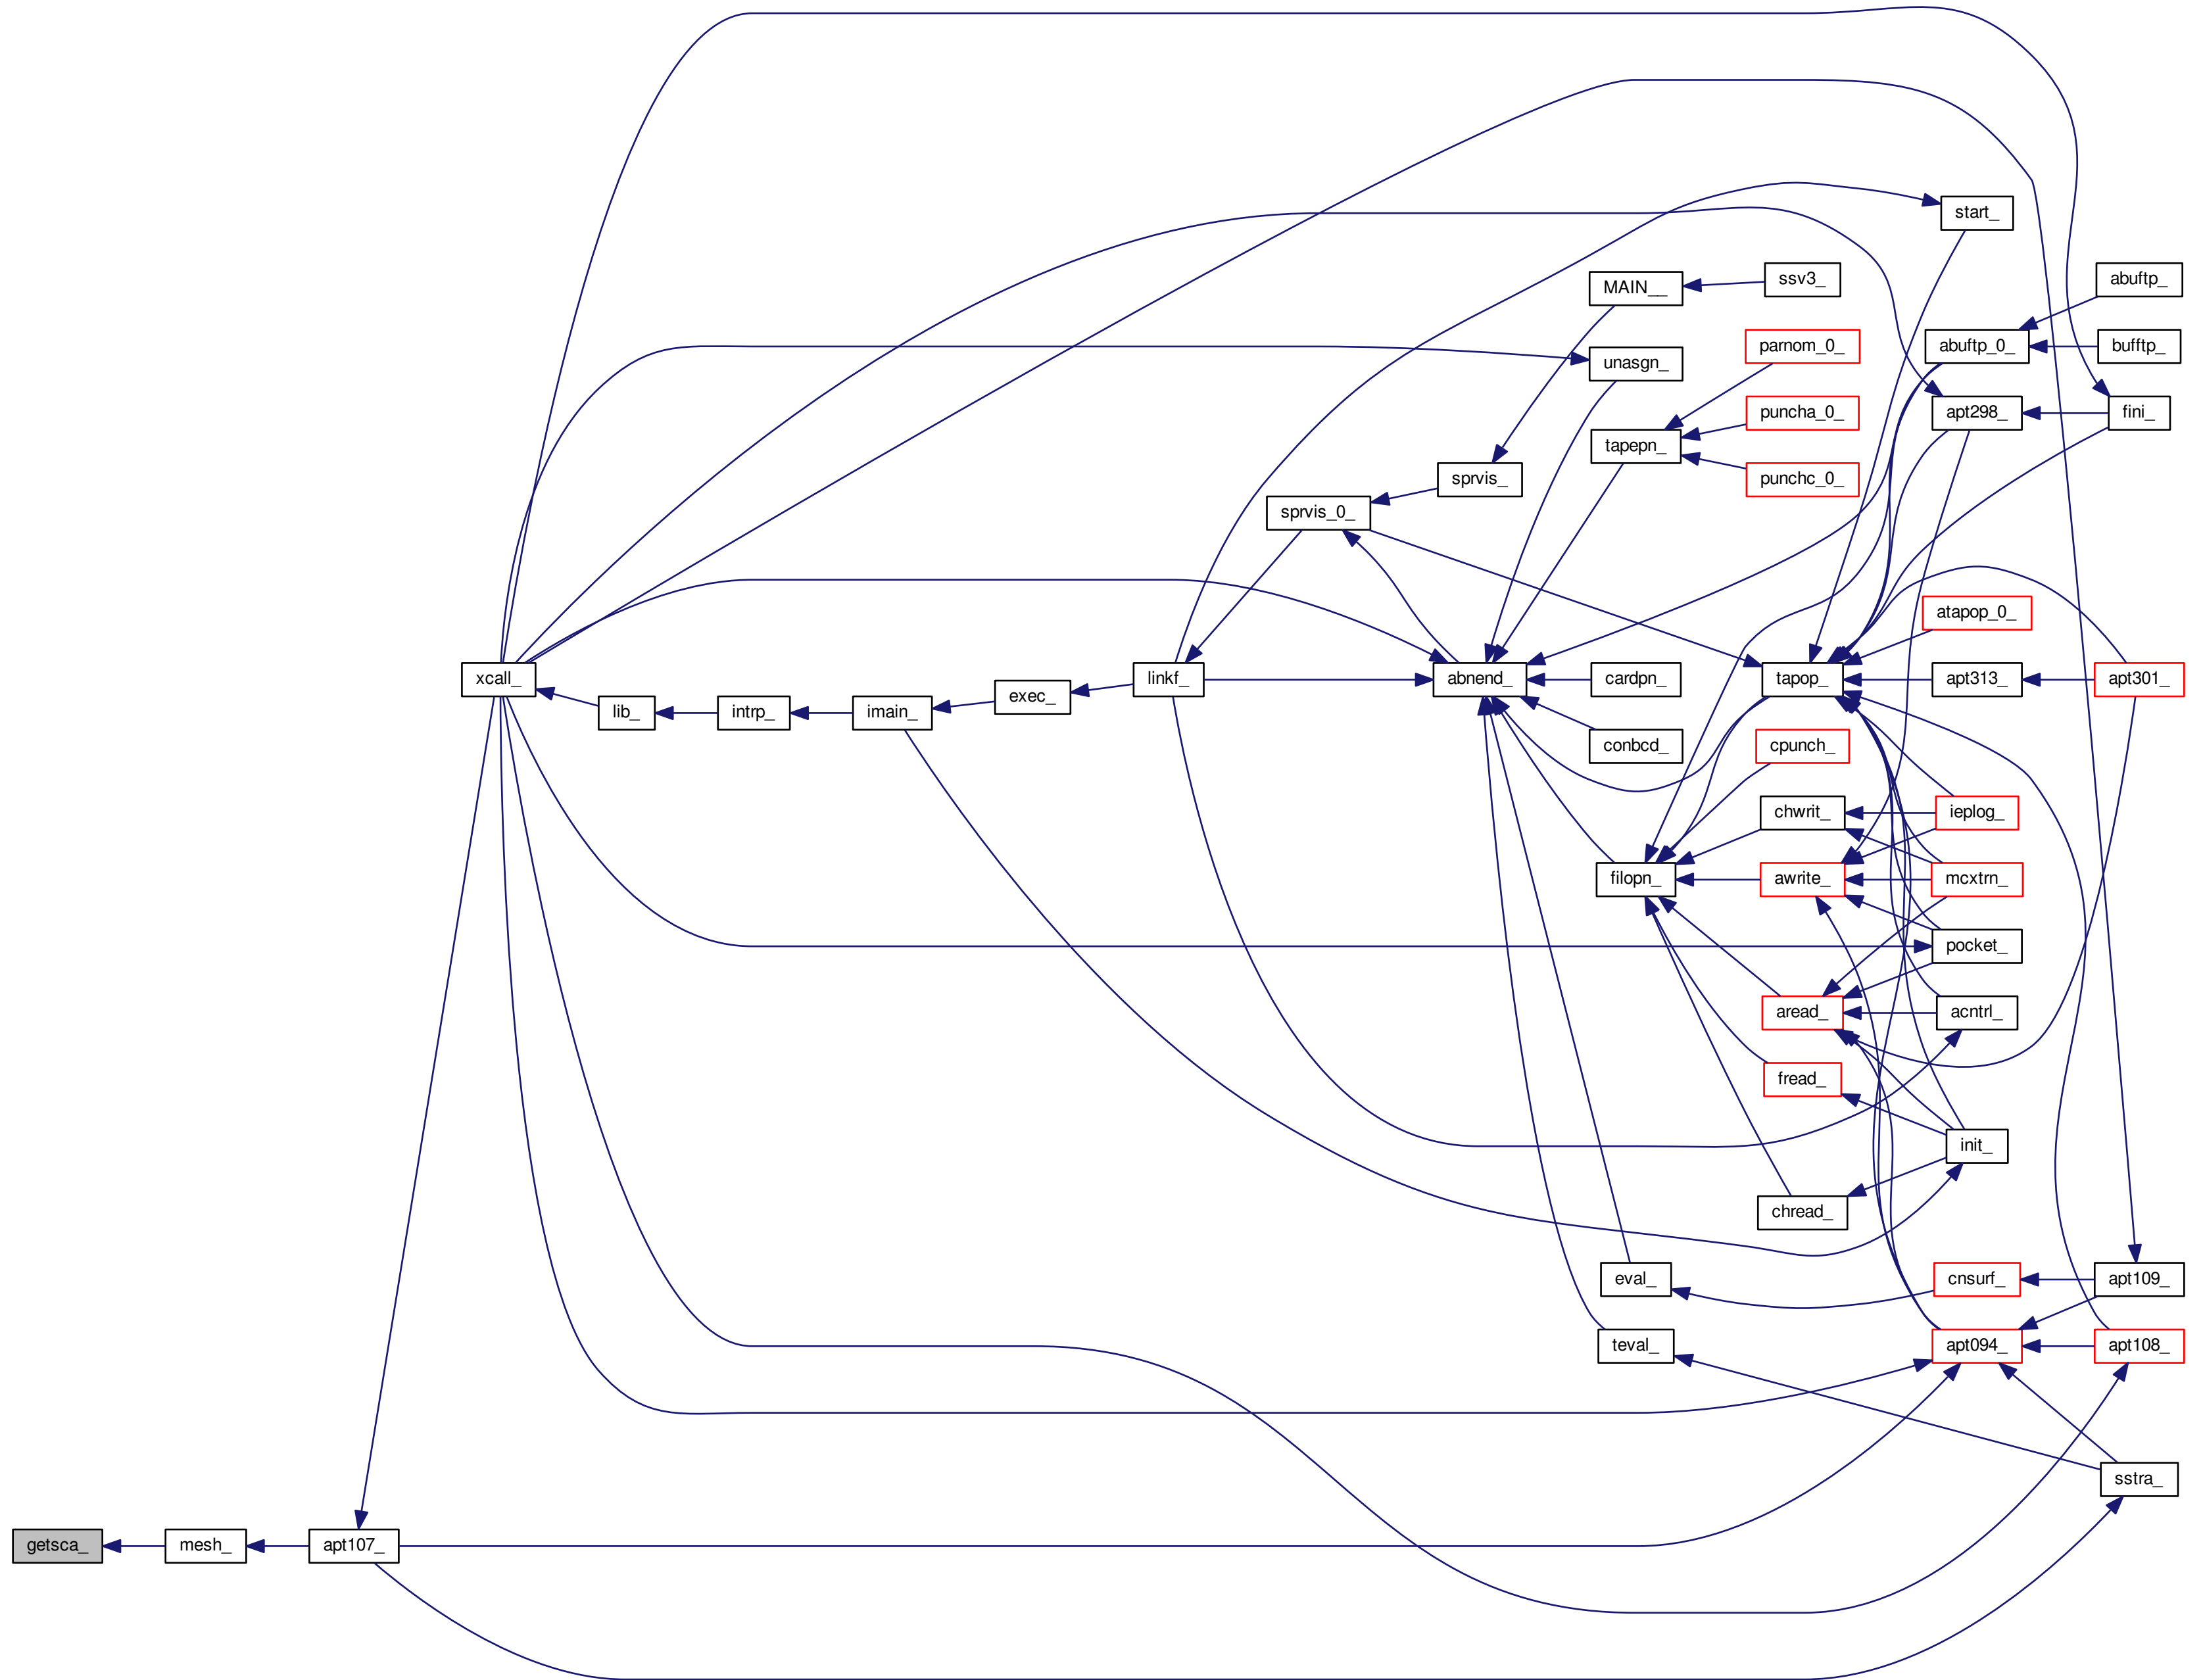 start_
MAIN__
ssv3_
abuftp_
parnom_0_
unasgn_
abuftp_0_
bufftp_
puncha_0_
apt298_
fini_
tapepn_
sprvis_
punchc_0_
sprvis_0_
atapop_0_
xcall_
linkf_
abnend_
cardpn_
tapop_
apt313_
apt301_
lib_
intrp_
imain_
exec_
conbcd_
cpunch_
chwrit_
ieplog_
filopn_
awrite_
mcxtrn_
pocket_
aread_
acntrl_
fread_
init_
chread_
eval_
cnsurf_
apt109_
teval_
apt094_
apt108_
sstra_
getsca_
mesh_
apt107_